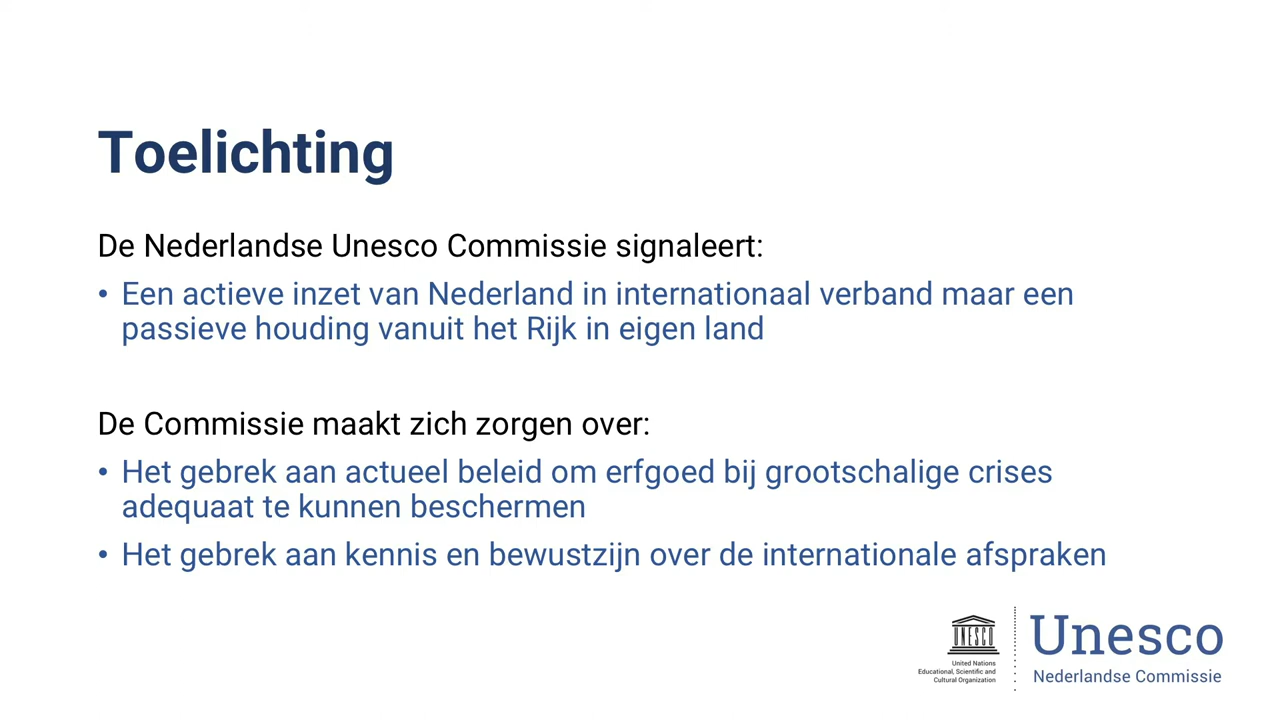 Toelichting
De Nederlandse Unesco Commissie signaleert:
• Een actieve inzet van Nederland in internationaal verband maar een
passieve houding vanuit het Rijk in eigen land
De Commissie maakt zich zorgen over:
• Het gebrek aan actueel beleid om erfgoed bij grootschalige crises
adequaat te kunnen beschermen
• Het gebrek aan kennis en bewustzijn over de internationale afspraken
UNESCO
United Nations
Educational, Scientific and
Cultural Organization
Unesco
Nederlandse Commissie